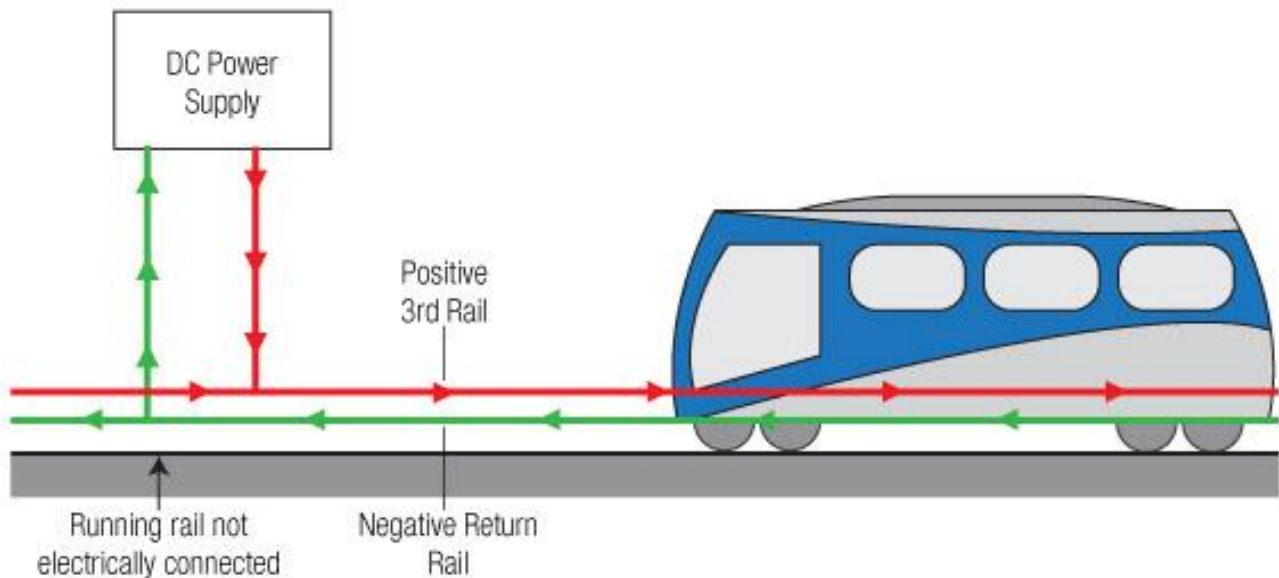 DC Power
Supply
Positive
3rd Rail
Running rail not
electrically connected
Negative Return
Rail